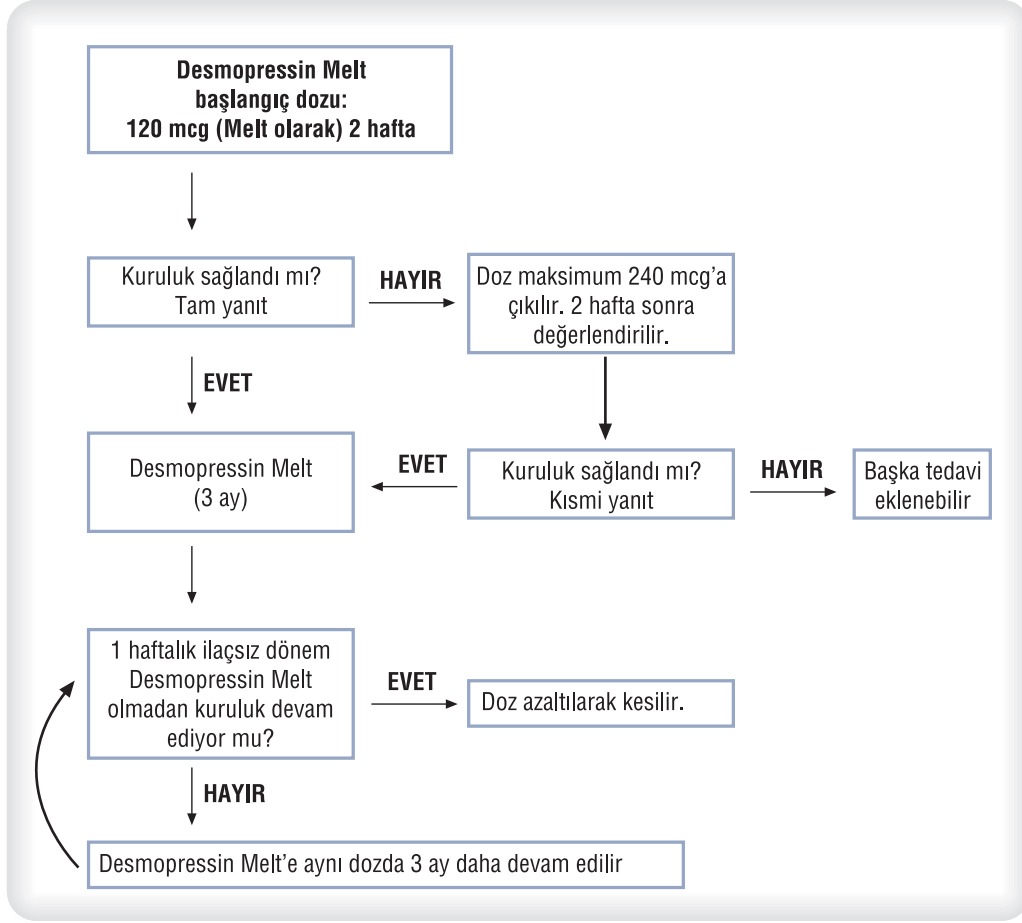 Desmopressin Melt
başlangıç dozu:
120 mcg (Melt olarak) 2 hafta
Kuruluk sağlandı mı?
Tam yanıt
HAYIR
Doz maksimum 240 mcg’a
çıkılır. 2 hafta sonra
değerlendirilir.
EVET
Desmopressin Melt
(3 ay)
EVET
Kuruluk sağlandı mı?
Kısmi yanıt
HAYIR
Başka tedavi
eklenebilir
1 haftalık ilaçsız dönem
Desmopressin Melt
olmadan kuruluk devam
ediyor mu?
EVET
Doz azaltılarak kesilir.
HAYIR
Desmopressin Melt’e aynı dozda 3 ay daha devam edilir